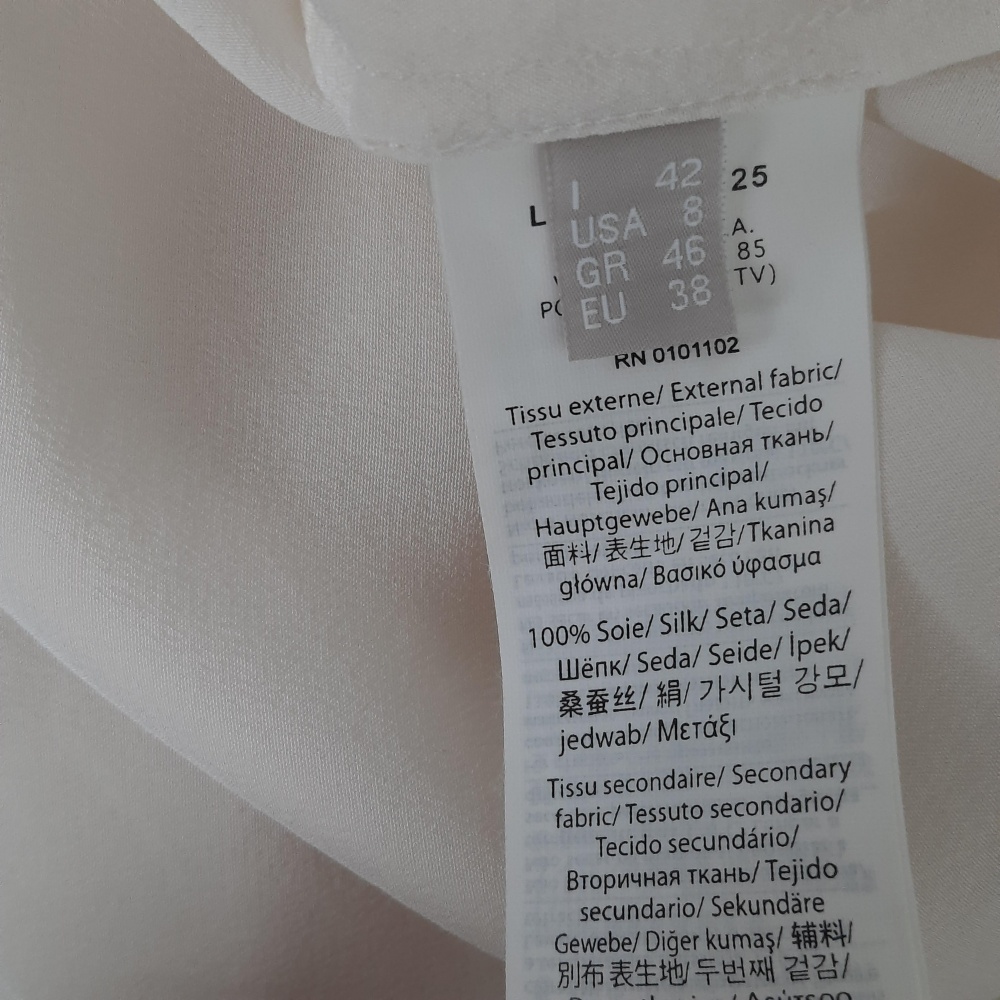 I 42
USA 8
GR 46
EU 38
L 25
A.
85
TV)
RN 0101102
Tissu externe/ External fabric/
Tessuto principale/ Tecido
principal/ Основная ткань/
Tejido principal/
Hauptgewebe/ Ana kumaş/
面料/表生地/겉감/Tkanina
główna/ Βασικό ύφασμα
100% Soie/ Silk/ Seta/ Seda/
Шёпк/ Seda/ Seide/ İpek/
桑蚕丝/ 絹/ 가시털 강모/
jedwab/ Μετάξι
Tissu secondaire/ Secondary
fabric/ Tessuto secondario/
Tecido secundário/
Вторичная ткань/ Tejido
secundario/ Sekundäre
Gewebe/ Diğer kumaş/ 辅料/
別布表生地/ 두번째 겉감/